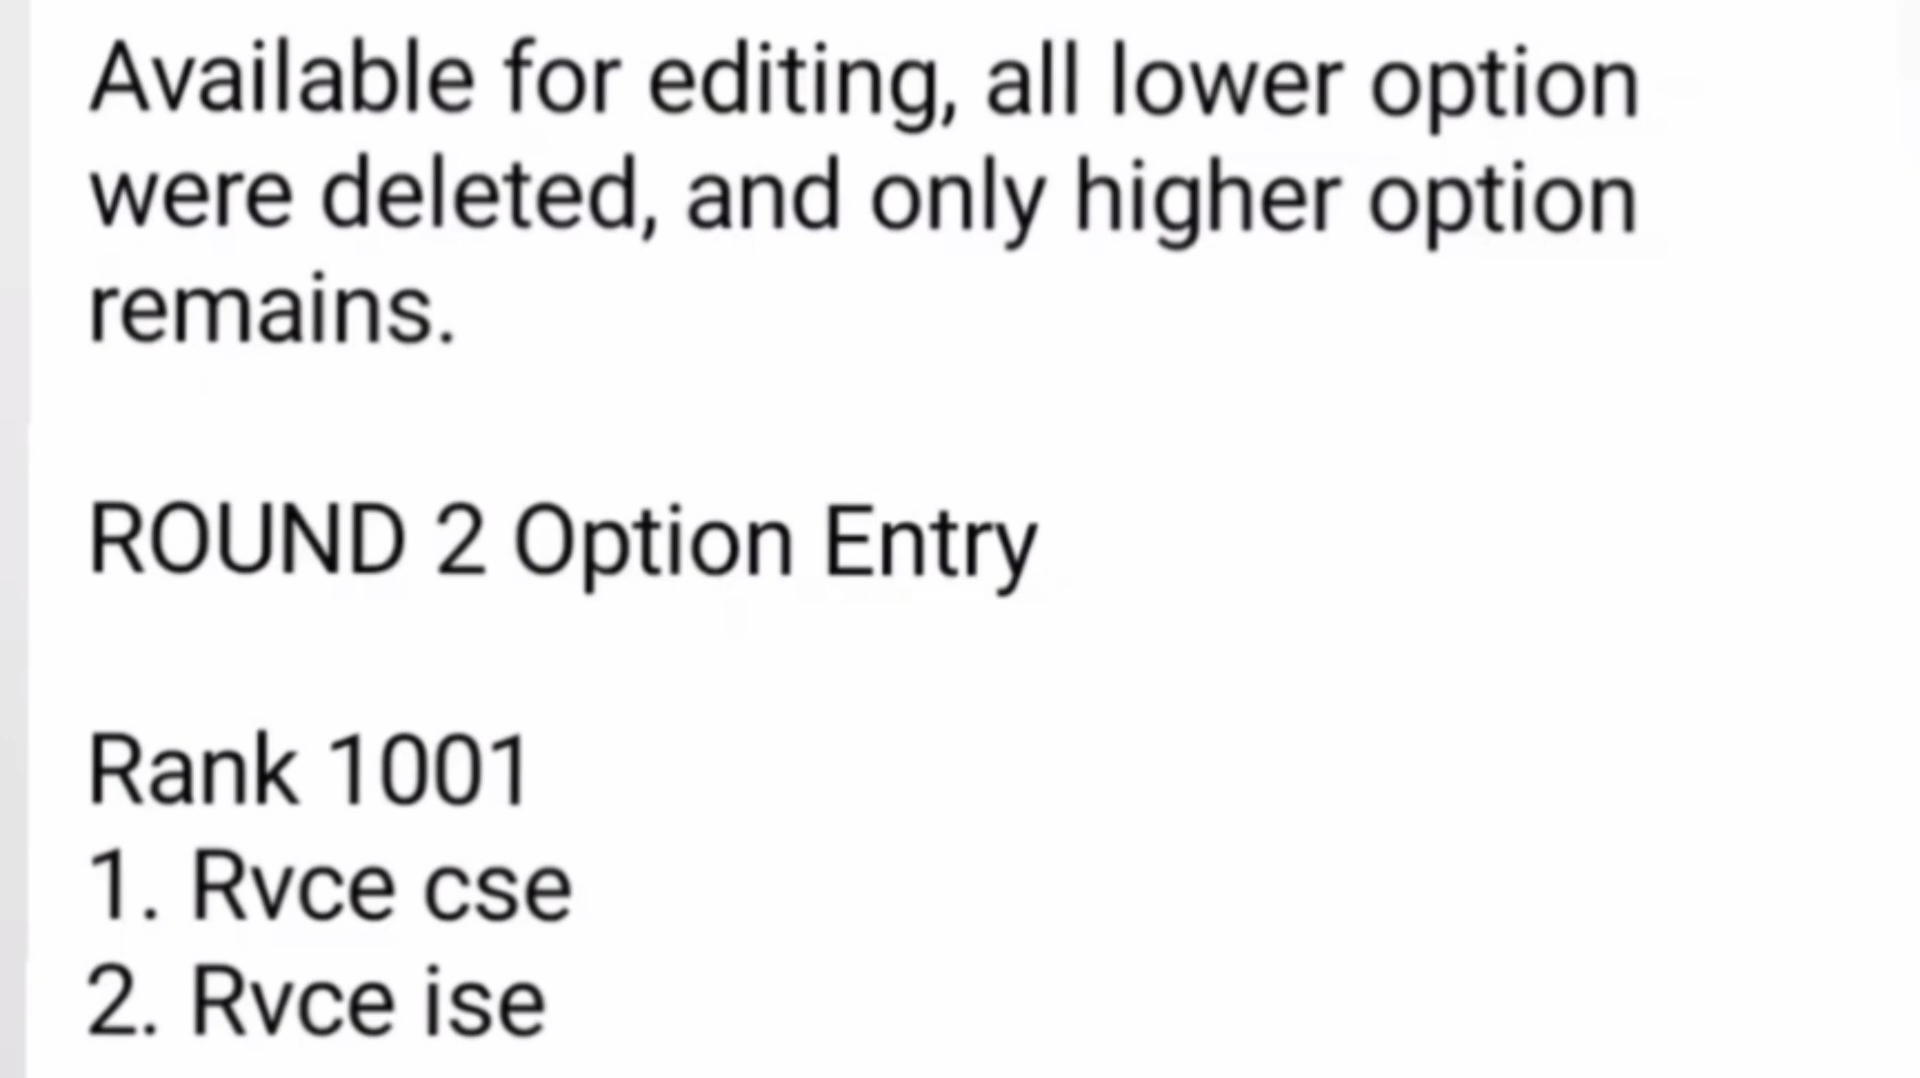 Available for editing, all lower option
were deleted, and only higher option
remains.
ROUND 2 Option Entry
Rank 1001
1. Rvce cse
2. Rvce ise